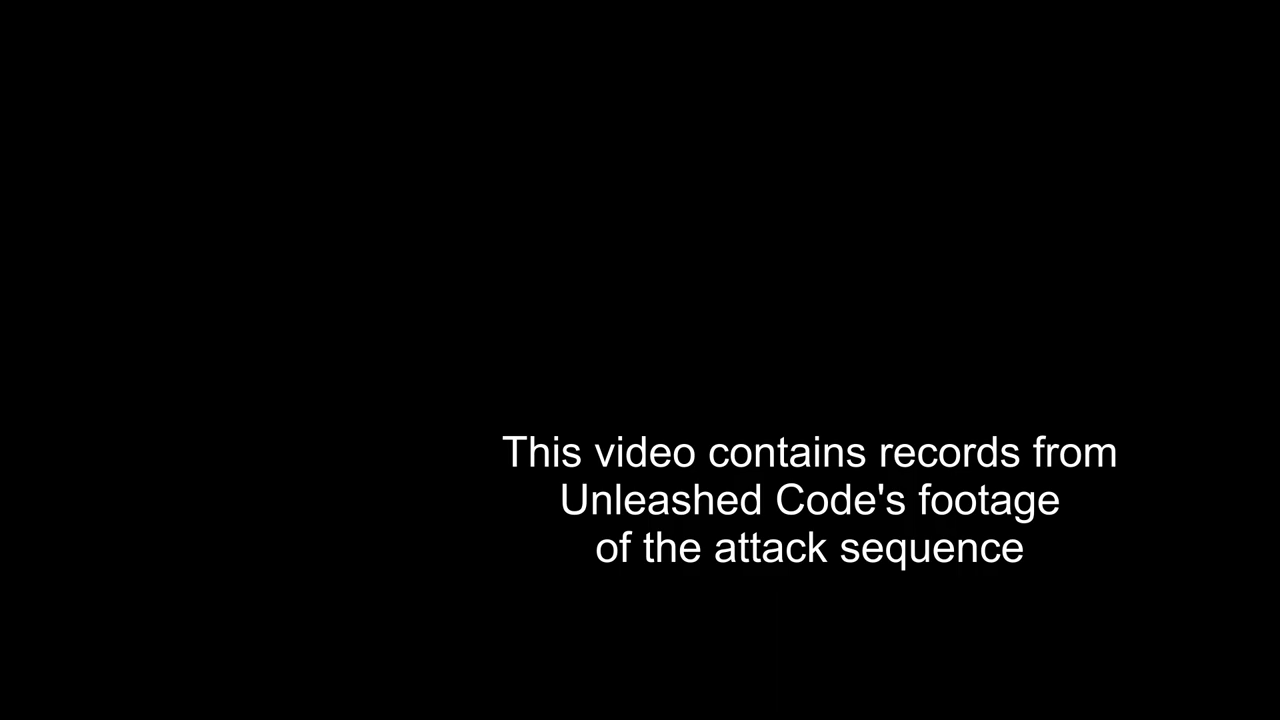 This video contains records from
Unleashed Code's footage
of the attack sequence